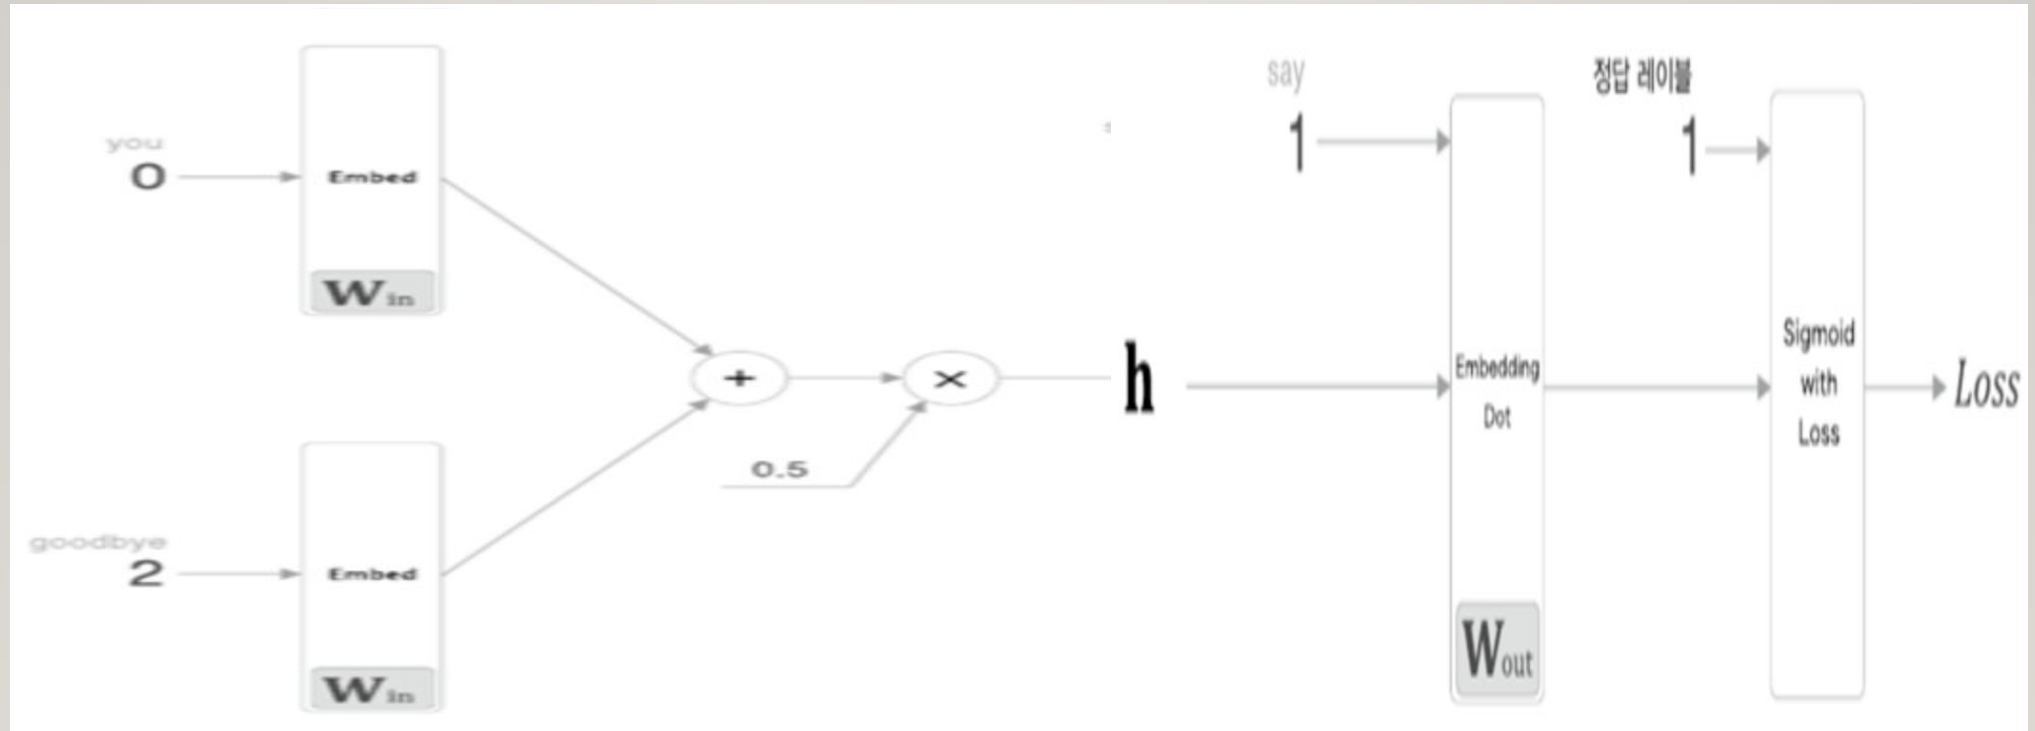 you
0
Embed
Win
goodbye
2
Embed
Win
+
×
0.5
h
say
1
Embedding
Dot
Wout
정답 레이블
1
Sigmoid
with
Loss
Loss